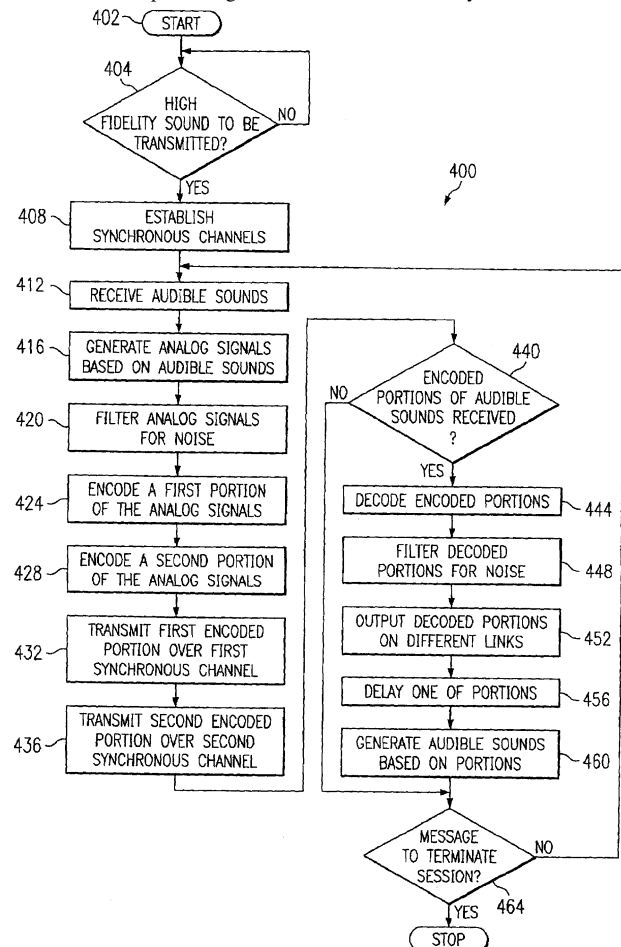 402
START
404
HIGH
FIDELITY SOUND TO BE
TRANSMITTED?
NO
YES
400
408
ESTABLISH
SYNCHRONOUS CHANNELS
412
RECEIVE AUDIBLE SOUNDS
416
GENERATE ANALOG SIGNALS
BASED ON AUDIBLE SOUNDS
420
FILTER ANALOG SIGNALS
FOR NOISE
424
ENCODE A FIRST PORTION
OF THE ANALOG SIGNALS
428
ENCODE A SECOND PORTION
OF THE ANALOG SIGNALS
432
TRANSMIT FIRST ENCODED
PORTION OVER FIRST
SYNCHRONOUS CHANNEL
436
TRANSMIT SECOND ENCODED
PORTION OVER SECOND
SYNCHRONOUS CHANNEL
440
NO
ENCODED
PORTIONS OF AUDIBLE
SOUNDS RECEIVED
?
YES
DECODE ENCODED PORTIONS
444
FILTER DECODED
PORTIONS FOR NOISE
448
OUTPUT DECODED PORTIONS
ON DIFFERENT LINKS
452
DELAY ONE OF PORTIONS
456
GENERATE AUDIBLE SOUNDS
BASED ON PORTIONS
460
MESSAGE
TO TERMINATE
SESSION?
NO
464
YES
STOP